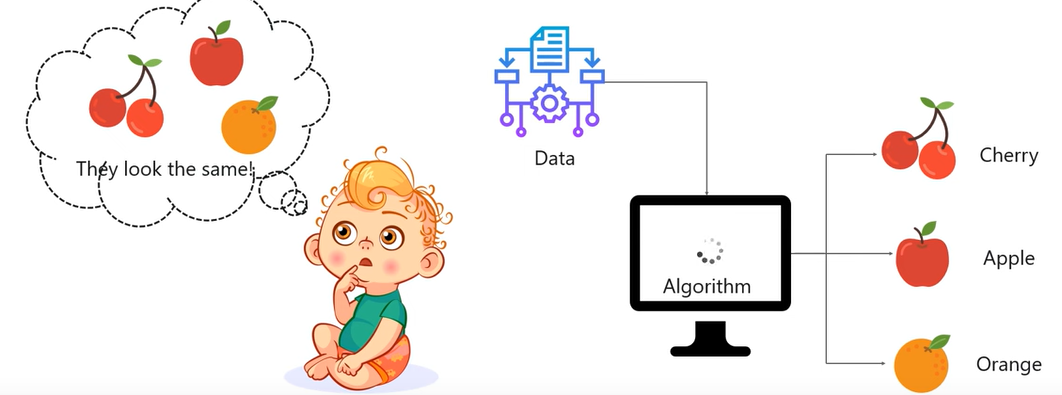 They look the same!
Data
Algorithm
Cherry
Apple
Orange